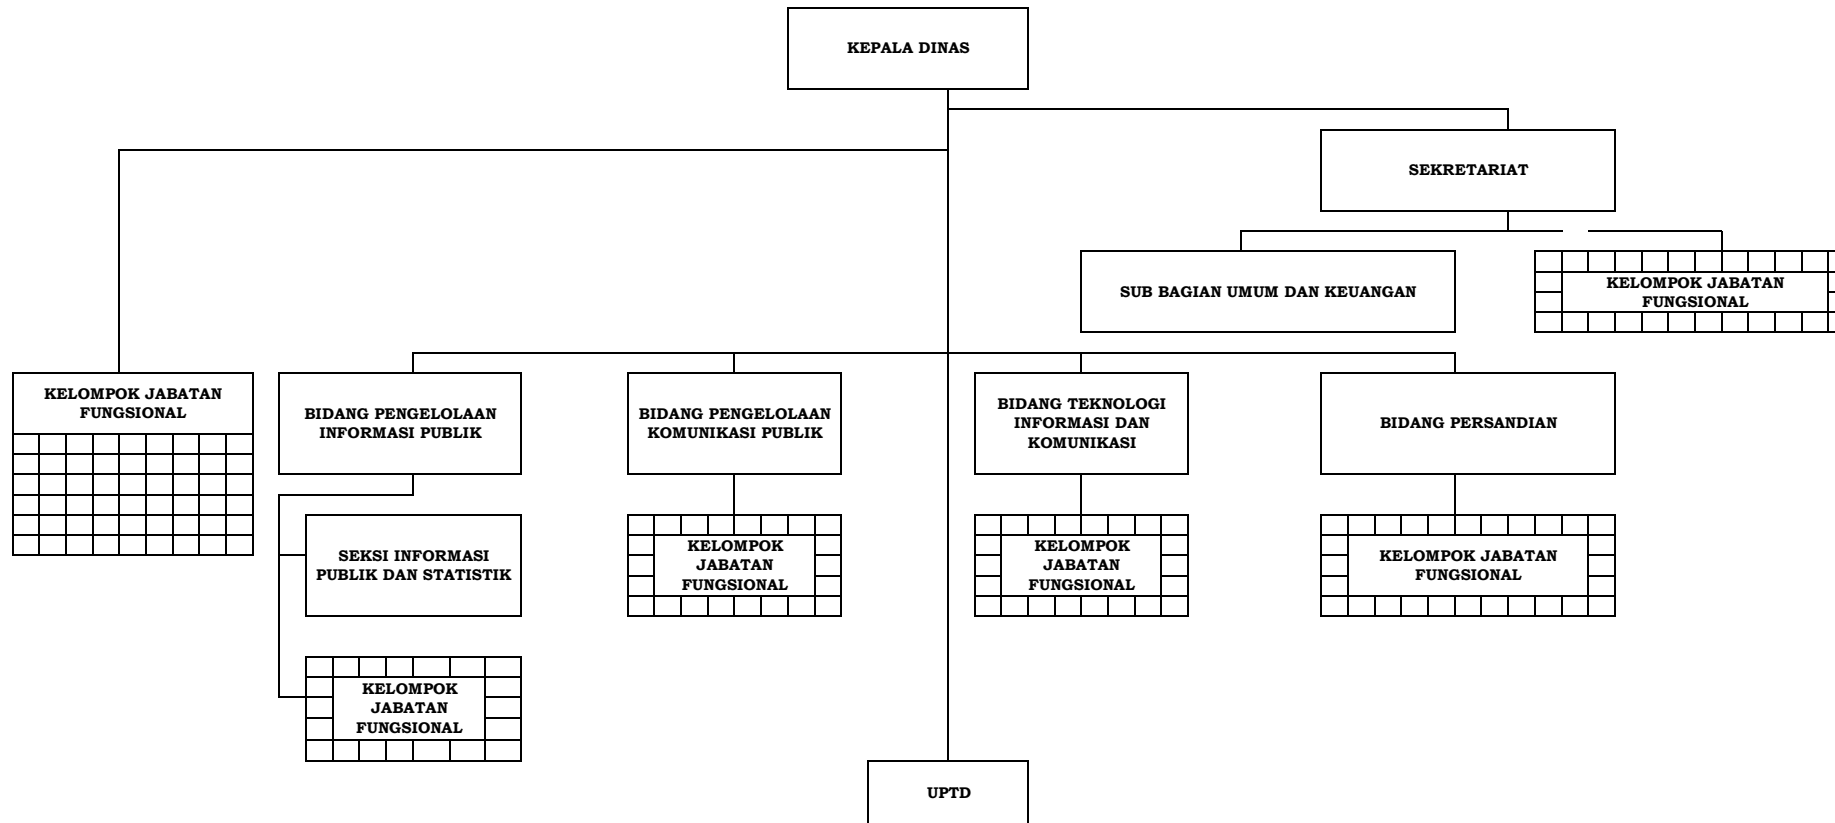 KEPALA DINAS
SEKRETARIAT
SUB BAGIAN UMUM DAN KEUANGAN
KELOMPOK JABATAN
FUNGSIONAL
KELOMPOK JABATAN
FUNGSIONAL
BIDANG PENGELOLAAN
INFORMASI PUBLIK
BIDANG PENGELOLAAN
KOMUNIKASI PUBLIK
BIDANG TEKNOLOGI
INFORMASI DAN
KOMUNIKASI
BIDANG PERSANDIAN
SEKSI INFORMASI
PUBLIK DAN STATISTIK
KELOMPOK
JABATAN
FUNGSIONAL
KELOMPOK
JABATAN
FUNGSIONAL
KELOMPOK JABATAN
FUNGSIONAL
KELOMPOK
JABATAN
FUNGSIONAL
UPTD